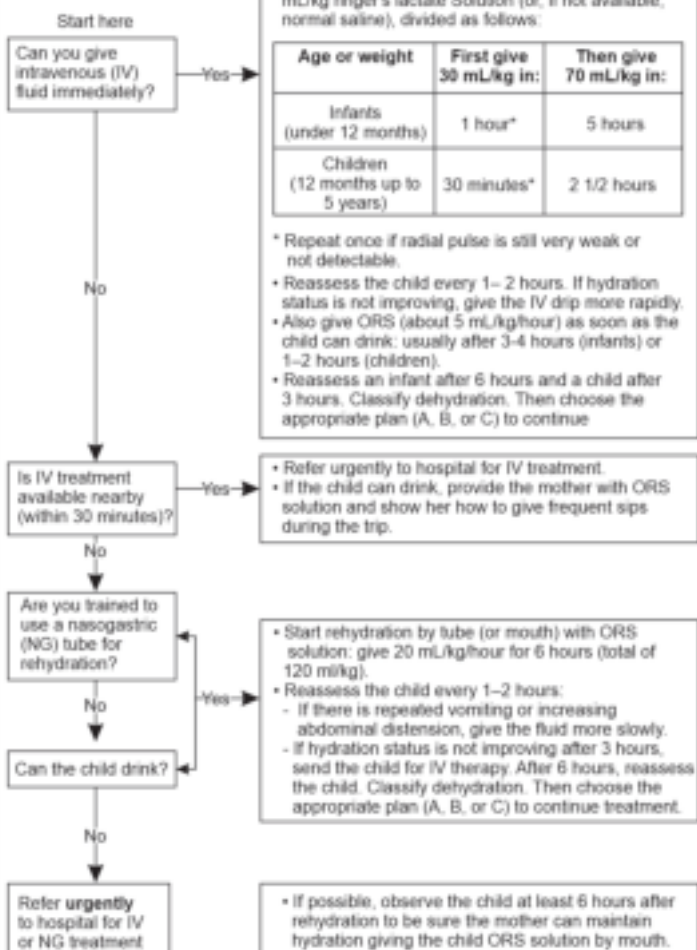 mL/kg ringer's lactate Solution (or, if not available,
normal saline), divided as follows:
Start here
Can you give
intravenous (IV)
fluid immediately?
Yes
Age or weight
First give
30 mL/kg in:
Then give
70 mL/kg in:
Infants
(under 12 months)
1 hour*
5 hours
Children
(12 months up to
5 years)
30 minutes*
2 1/2 hours
* Repeat once if radial pulse is still very weak or
not detectable.
• Reassess the child every 1– 2 hours. If hydration
status is not improving, give the IV drip more rapidly.
• Also give ORS (about 5 mL/kg/hour) as soon as the
child can drink: usually after 3-4 hours (infants) or
1–2 hours (children).
• Reassess an infant after 6 hours and a child after
3 hours. Classify dehydration. Then choose the
appropriate plan (A, B, or C) to continue
No
Is IV treatment
available nearby
(within 30 minutes)?
Yes
• Refer urgently to hospital for IV treatment.
• If the child can drink, provide the mother with ORS
solution and show her how to give frequent sips
during the trip.
No
Are you trained to
use a nasogastric
(NG) tube for
rehydration?
No
Can the child drink?
Yes
• Start rehydration by tube (or mouth) with ORS
solution: give 20 mL/kg/hour for 6 hours (total of
120 ml/kg).
• Reassess the child every 1–2 hours:
- If there is repeated vomiting or increasing
abdominal distension, give the fluid more slowly.
- If hydration status is not improving after 3 hours,
send the child for IV therapy. After 6 hours, reassess
the child. Classify dehydration. Then choose the
appropriate plan (A, B, or C) to continue treatment.
No
Refer urgently
to hospital for IV
or NG treatment
• If possible, observe the child at least 6 hours after
rehydration to be sure the mother can maintain
hydration giving the child ORS solution by mouth.